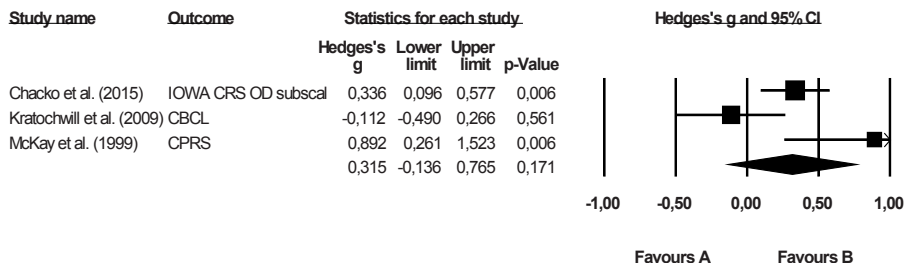 Study name Outcome Statistics for each study Hedges's g and 95% CI
Hedges's Lower Upper
g limit limit p-Value
Chacko et al. (2015) IOWA CRS OD subscal 0,336 0,096 0,577 0,006
Kratochwill et al. (2009) CBCL -0,112 -0,490 0,266 0,561
McKay et al. (1999) CPRS 0,892 0,261 1,523 0,006
0,315 -0,136 0,765 0,171
-1,00 -0,50 0,00 0,50 1,00
Favours A Favours B